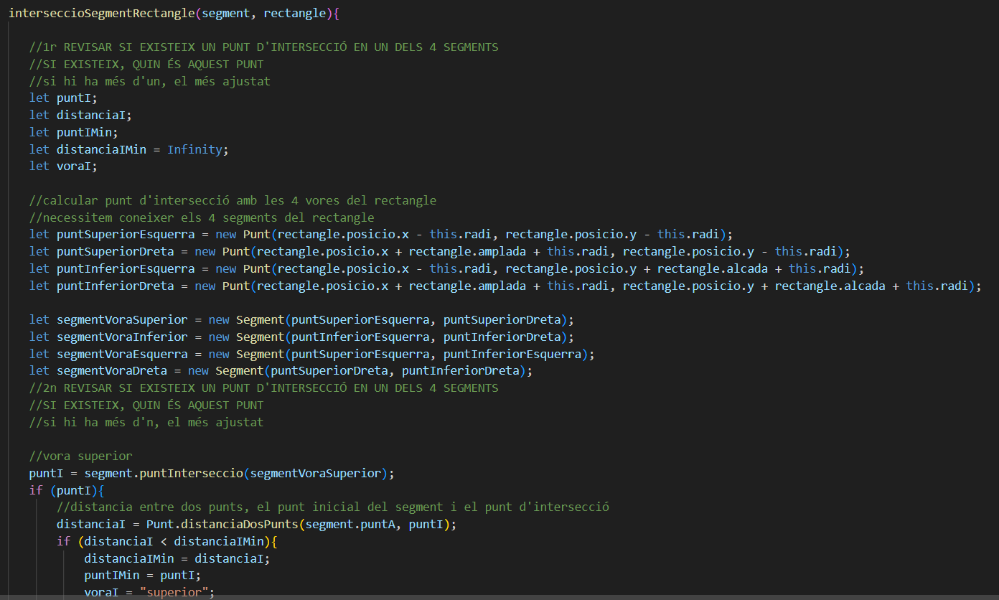 interseccioSegmentRectangle(segment, rectangle){
//1r REVISAR SI EXISTEIX UN PUNT D'INTERSECCIÓ EN UN DELS 4 SEGMENTS
//SI EXISTEIX, QUIN ÉS AQUEST PUNT
//si hi ha més d'un, el més ajustat
let puntI;
let distanciaI;
let puntIMin;
let distanciaIMin = Infinity;
let voraI;
//calcular punt d'intersecció amb les 4 vores del rectangle
//necessitem coneixer els 4 segments del rectangle
let puntSuperiorEsquerra = new Punt(rectangle.posicio.x - this.radi, rectangle.posicio.y - this.radi);
let puntSuperiorDreta = new Punt(rectangle.posicio.x + rectangle.amplada + this.radi, rectangle.posicio.y - this.radi);
let puntInferiorEsquerra = new Punt(rectangle.posicio.x - this.radi, rectangle.posicio.y + rectangle.alcada + this.radi);
let puntInferiorDreta = new Punt(rectangle.posicio.x + rectangle.amplada + this.radi, rectangle.posicio.y + rectangle.alcada + this.radi);
let segmentVoraSuperior = new Segment(puntSuperiorEsquerra, puntSuperiorDreta);
let segmentVoraInferior = new Segment(puntInferiorEsquerra, puntInferiorDreta);
let segmentVoraEsquerra = new Segment(puntSuperiorEsquerra, puntInferiorEsquerra);
let segmentVoraDreta = new Segment(puntSuperiorDreta, puntInferiorDreta);
//2n REVISAR SI EXISTEIX UN PUNT D'INTERSECCIÓ EN UN DELS 4 SEGMENTS
//SI EXISTEIX, QUIN ÉS AQUEST PUNT
//si hi ha més d'n, el més ajustat
//vora superior
puntI = segment.puntInterseccio(segmentVoraSuperior);
if (puntI){
//distancia entre dos punts, el punt inicial del segment i el punt d'intersecció
distanciaI = Punt.distanciaDosPunts(segment.puntA, puntI);
if (distanciaI < distanciaIMin){
distanciaIMin = distanciaI;
puntIMin = puntI;
voraI = "superior";